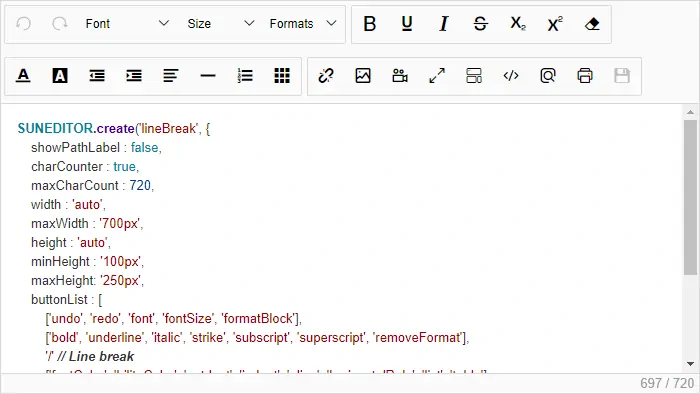 Font Size Formats B U I S X₂ X²
A A
SUNEDITOR.create('lineBreak', {
showPathLabel : false,
charCounter : true,
maxCharCount : 720,
width : 'auto',
maxWidth : '700px',
height : 'auto',
minHeight : '100px',
maxHeight: '250px',
buttonList : [
['undo', 'redo', 'font', 'fontSize', 'formatBlock'],
['bold', 'underline', 'italic', 'strike', 'subscript', 'superscript', 'removeFormat'],
'/' // Line break
697 / 720